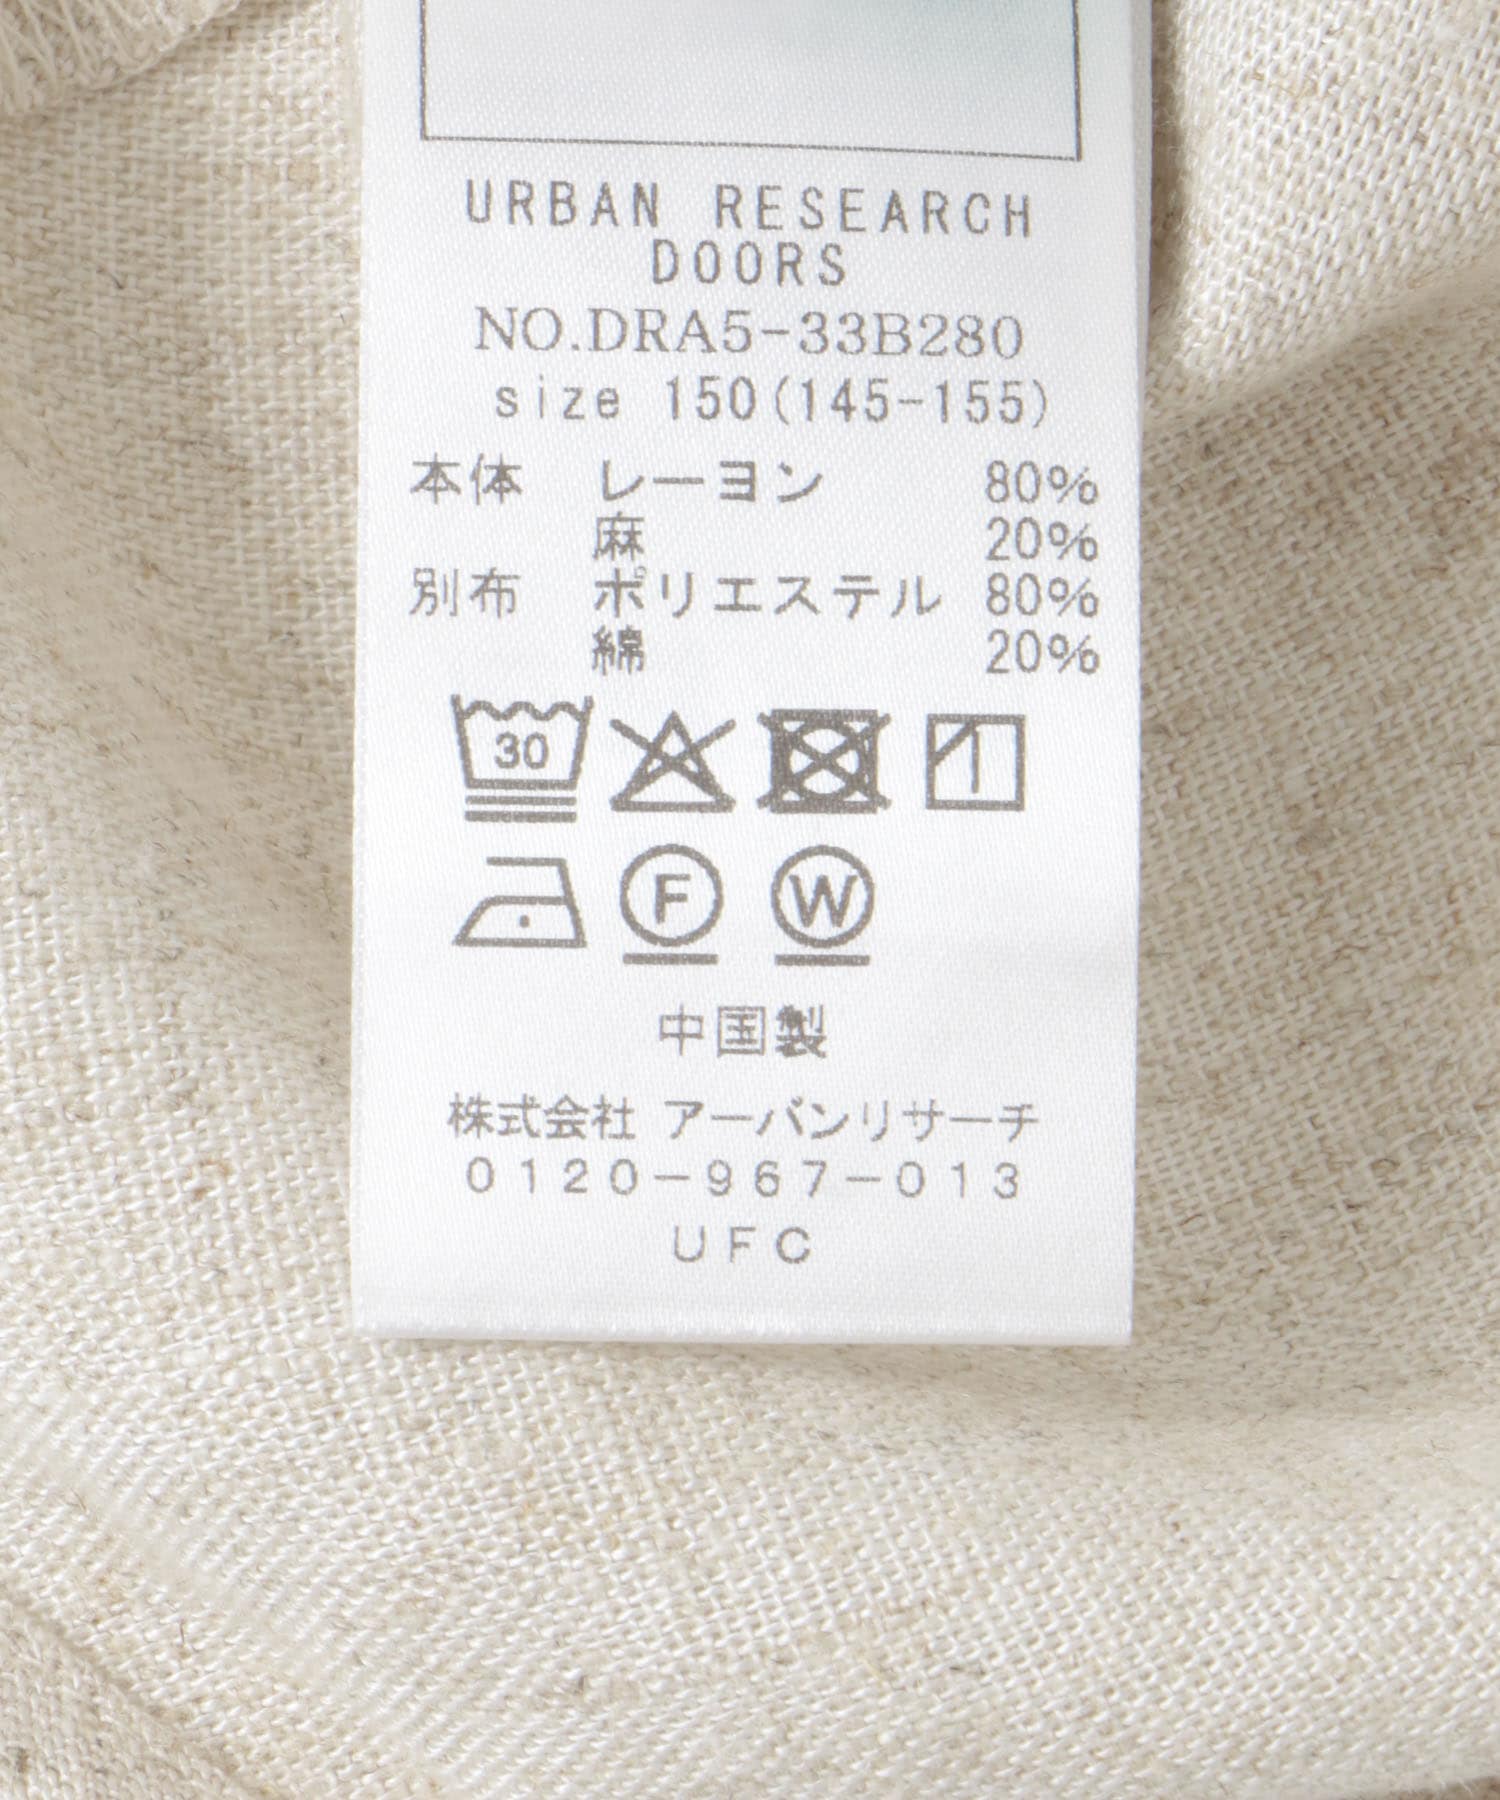 URBAN RESEARCH
DOORS
NO.DRA5-33B280
size 150(145-155)
本体 レーヨン 80%
麻 20%
別布 ポリエステル 80%
綿 20%
30
F W
中国製
株式会社 アーバンリサーチ
0120-967-013
UFC